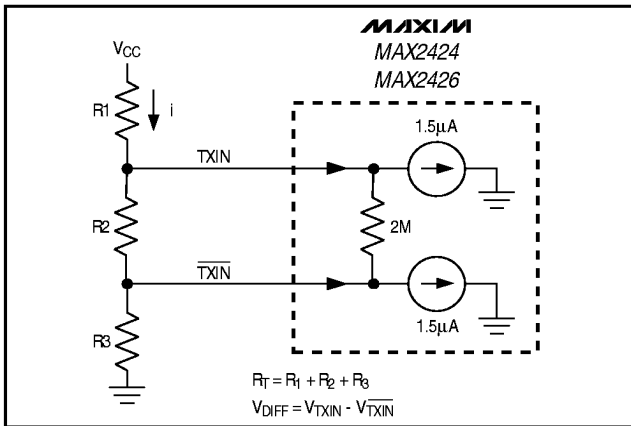 MAXIM
MAX2424
MAX2426
VCC
R1
i
TXIN
1.5µA
R2
2M
TXIN
1.5µA
R3
RT = R1 + R2 + R3
VDIFF = VTXIN - VTXIN